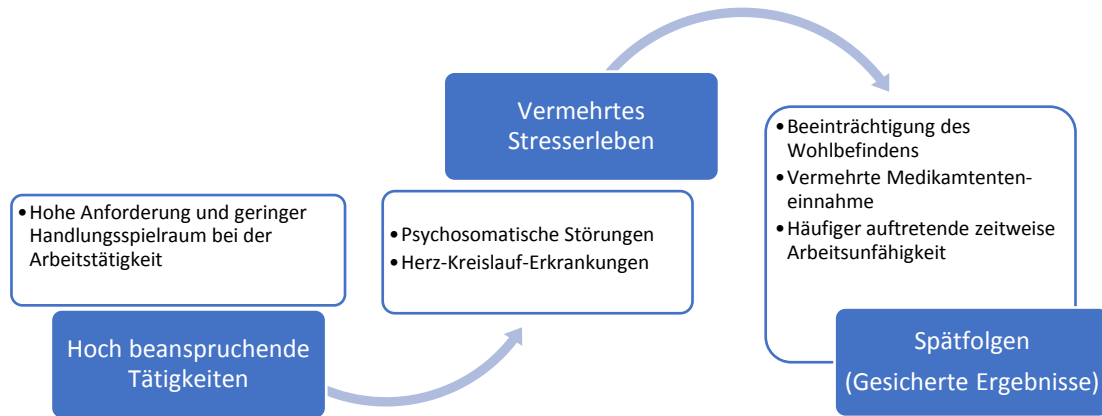 • Hohe Anforderung und geringer
Handlungsspielraum bei der
Arbeitstätigkeit
Hoch beanspruchende
Tätigkeiten
Vermehrtes
Stresserleben
• Psychosomatische Störungen
• Herz-Kreislauf-Erkrankungen
• Beeinträchtigung des
Wohlbefindens
• Vermehrte Medikamtenten-
einnahme
• Häufiger auftretende zeitweise
Arbeitsunfähigkeit
Spätfolgen
(Gesicherte Ergebnisse)